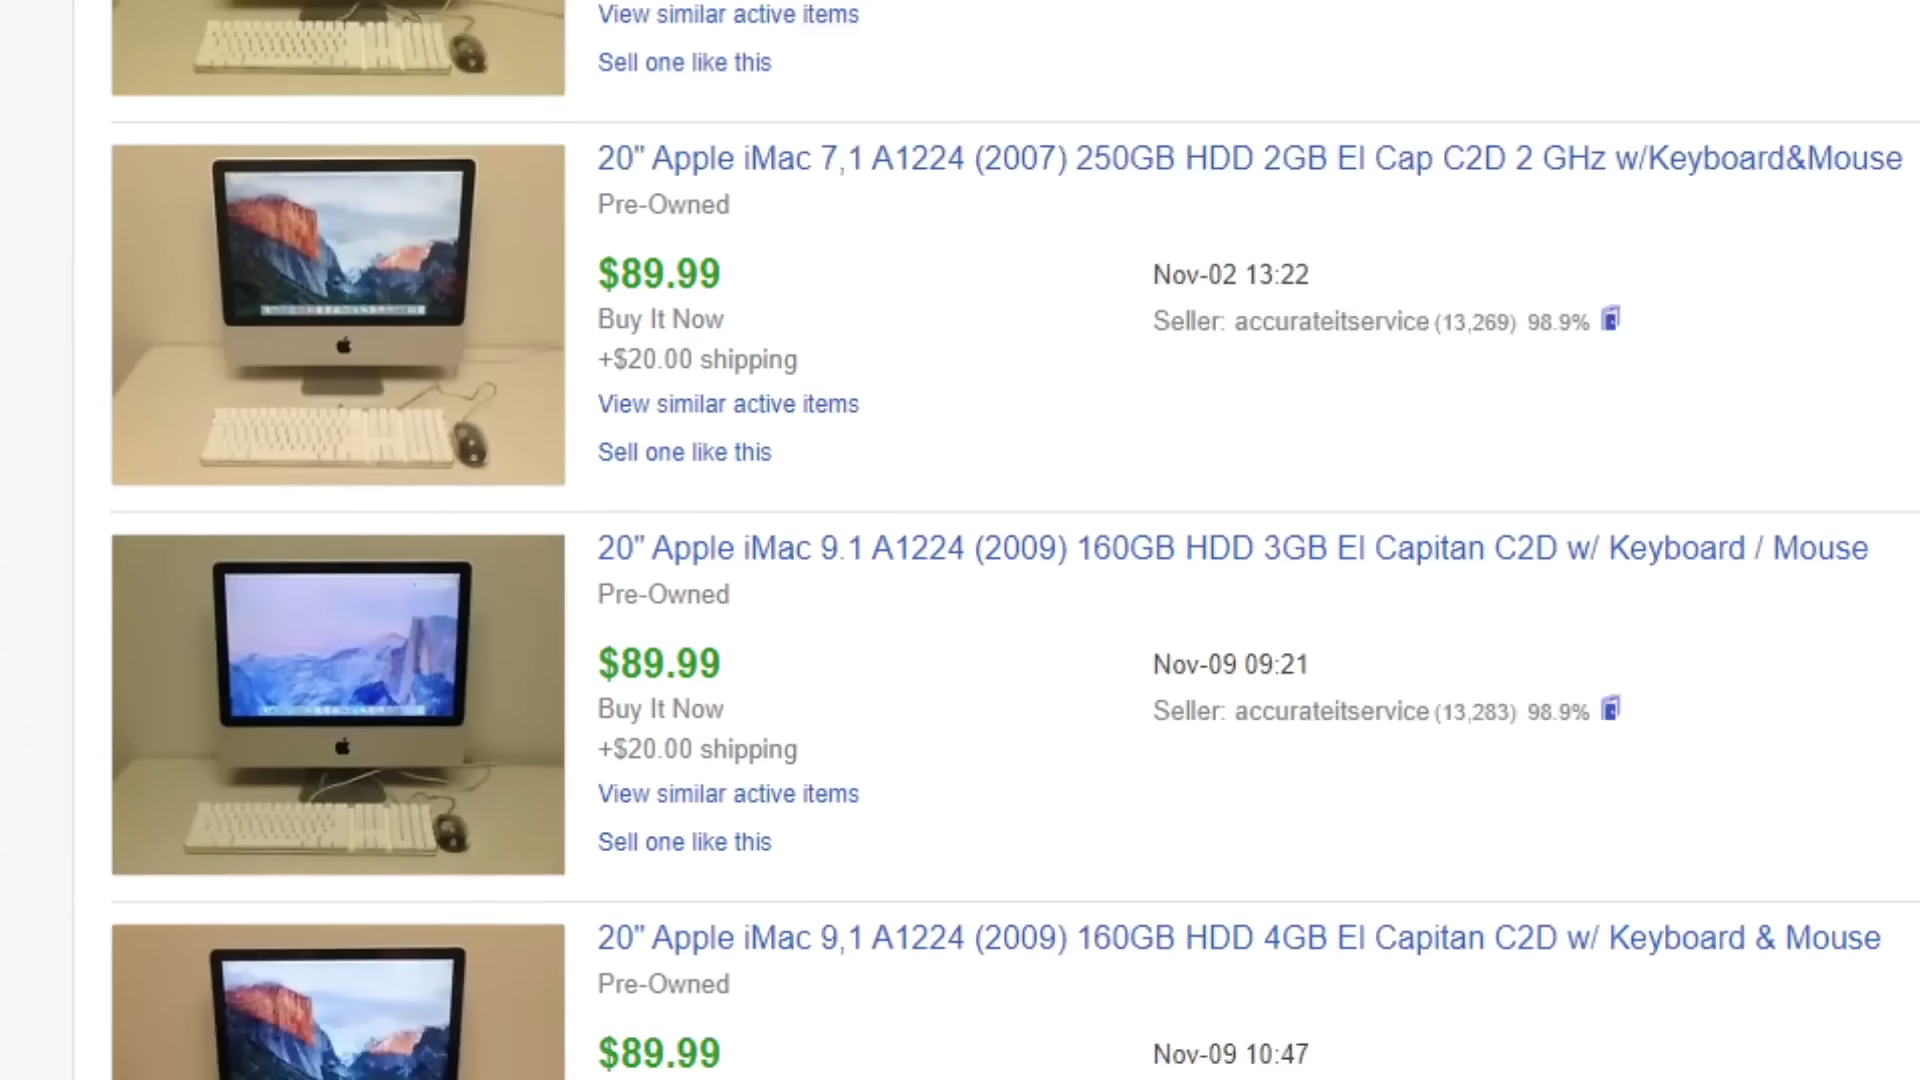 View similar active items
Sell one like this
20" Apple iMac 7,1 A1224 (2007) 250GB HDD 2GB El Cap C2D 2 GHz w/Keyboard&Mouse
Pre-Owned
$89.99
Nov-02 13:22
Buy It Now
Seller: accurateitservice (13,269) 98.9%
+$20.00 shipping
View similar active items
Sell one like this
20" Apple iMac 9.1 A1224 (2009) 160GB HDD 3GB El Capitan C2D w/ Keyboard / Mouse
Pre-Owned
$89.99
Nov-09 09:21
Buy It Now
Seller: accurateitservice (13,283) 98.9%
+$20.00 shipping
View similar active items
Sell one like this
20" Apple iMac 9,1 A1224 (2009) 160GB HDD 4GB El Capitan C2D w/ Keyboard & Mouse
Pre-Owned
$89.99
Nov-09 10:47